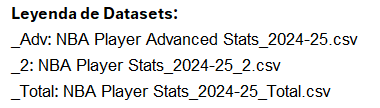 Leyenda de Datasets:
_Adv: NBA Player Advanced Stats_2024-25.csv
_2: NBA Player Stats_2024-25_2.csv
_Total: NBA Player Stats_2024-25_Total.csv